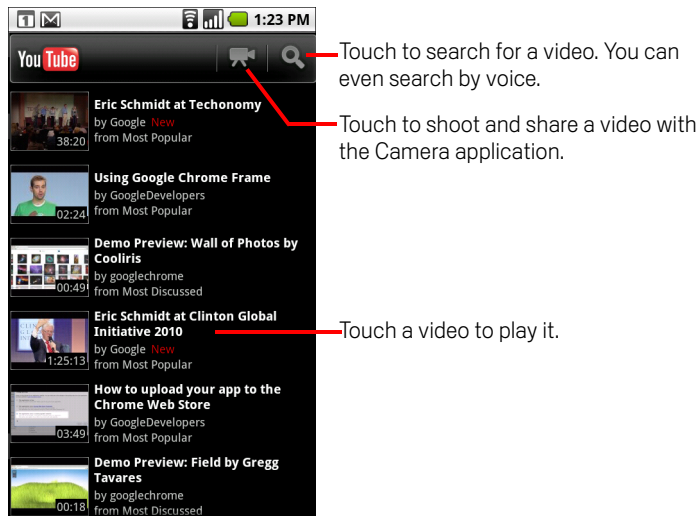 1 1:23 PM
You Tube
Touch to search for a video. You can
even search by voice.
Touch to shoot and share a video with
the Camera application.
Eric Schmidt at Techonomy
by Google New
from Most Popular
38:20
Using Google Chrome Frame
by GoogleDevelopers
from Most Popular
02:24
Demo Preview: Wall of Photos by
Cooliris
by googlechrome
from Most Discussed
00:49
Eric Schmidt at Clinton Global
Initiative 2010
by Google New
from Most Popular
1:25:13
Touch a video to play it.
How to upload your app to the
Chrome Web Store
by GoogleDevelopers
from Most Popular
03:49
Demo Preview: Field by Gregg
Tavares
by googlechrome
from Most Discussed
00:18